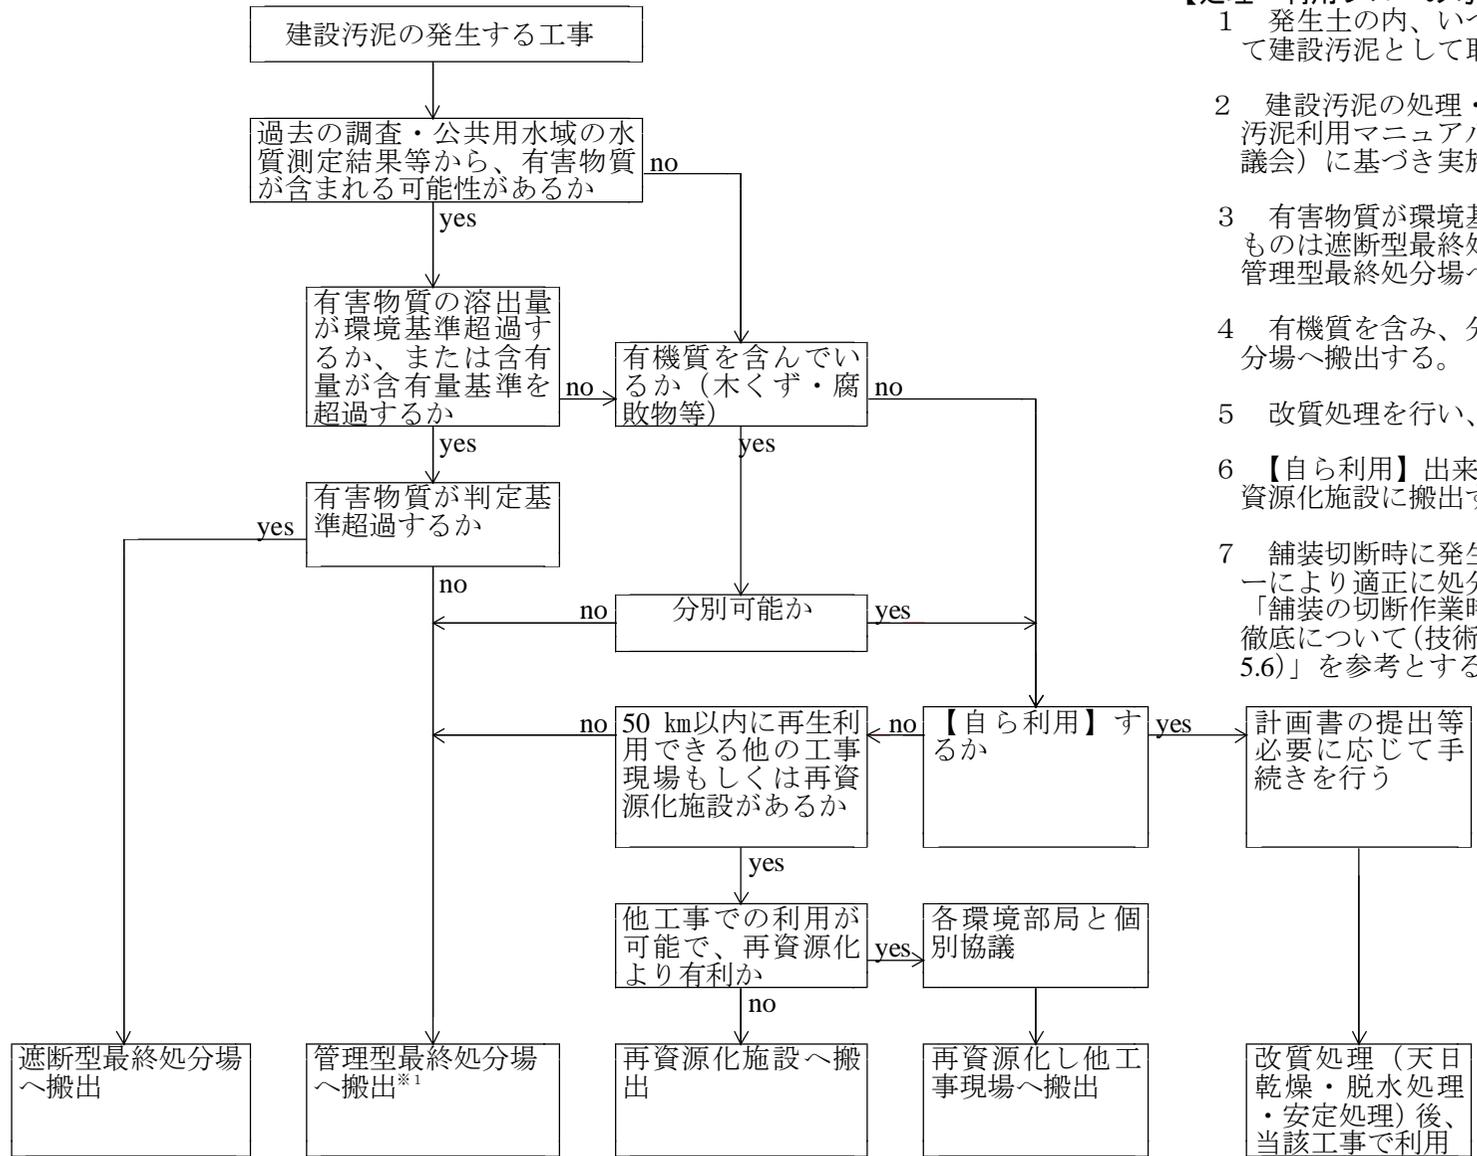 建設汚泥の発生する工事
過去の調査・公共用水域の水
質測定結果等から、有害物質
が含まれる可能性があるか
no
yes
有害物質の溶出量
が環境基準超過す
るか、または含有
量が含有量基準を
超過するか
no
yes
有機質を含んでい
るか（木くず・腐
敗物等）
no
yes
有害物質が判定基
準超過するか
yes
no
分別可能か
no
yes
50 ㎞以内に再生利
用できる他の工事
現場もしくは再資
源化施設があるか
no
yes
【自ら利用】す
るか
no
yes
計画書の提出等
必要に応じて手
続きを行う
他工事での利用が
可能で、再資源化
より有利か
yes
no
各環境部局と個
別協議
遮断型最終処分場
へ搬出
管理型最終処分場
へ搬出※1
再資源化施設へ搬
出
再資源化し他工
事現場へ搬出
改質処理（天日
乾燥・脱水処理
・安定処理）後、
当該工事で利用
1　発生土の内、いっ
て建設汚泥として取
2　建設汚泥の処理・
汚泥利用マニュアル
議会）に基づき実施
3　有害物質が環境基
ものは遮断型最終処
管理型最終処分場へ
4　有機質を含み、分
分場へ搬出する。
5　改質処理を行い、
6　【自ら利用】出来
資源化施設に搬出す
7　舗装切断時に発生
ーにより適正に処分
「舗装の切断作業時
徹底について(技術
5.6)」を参考とする